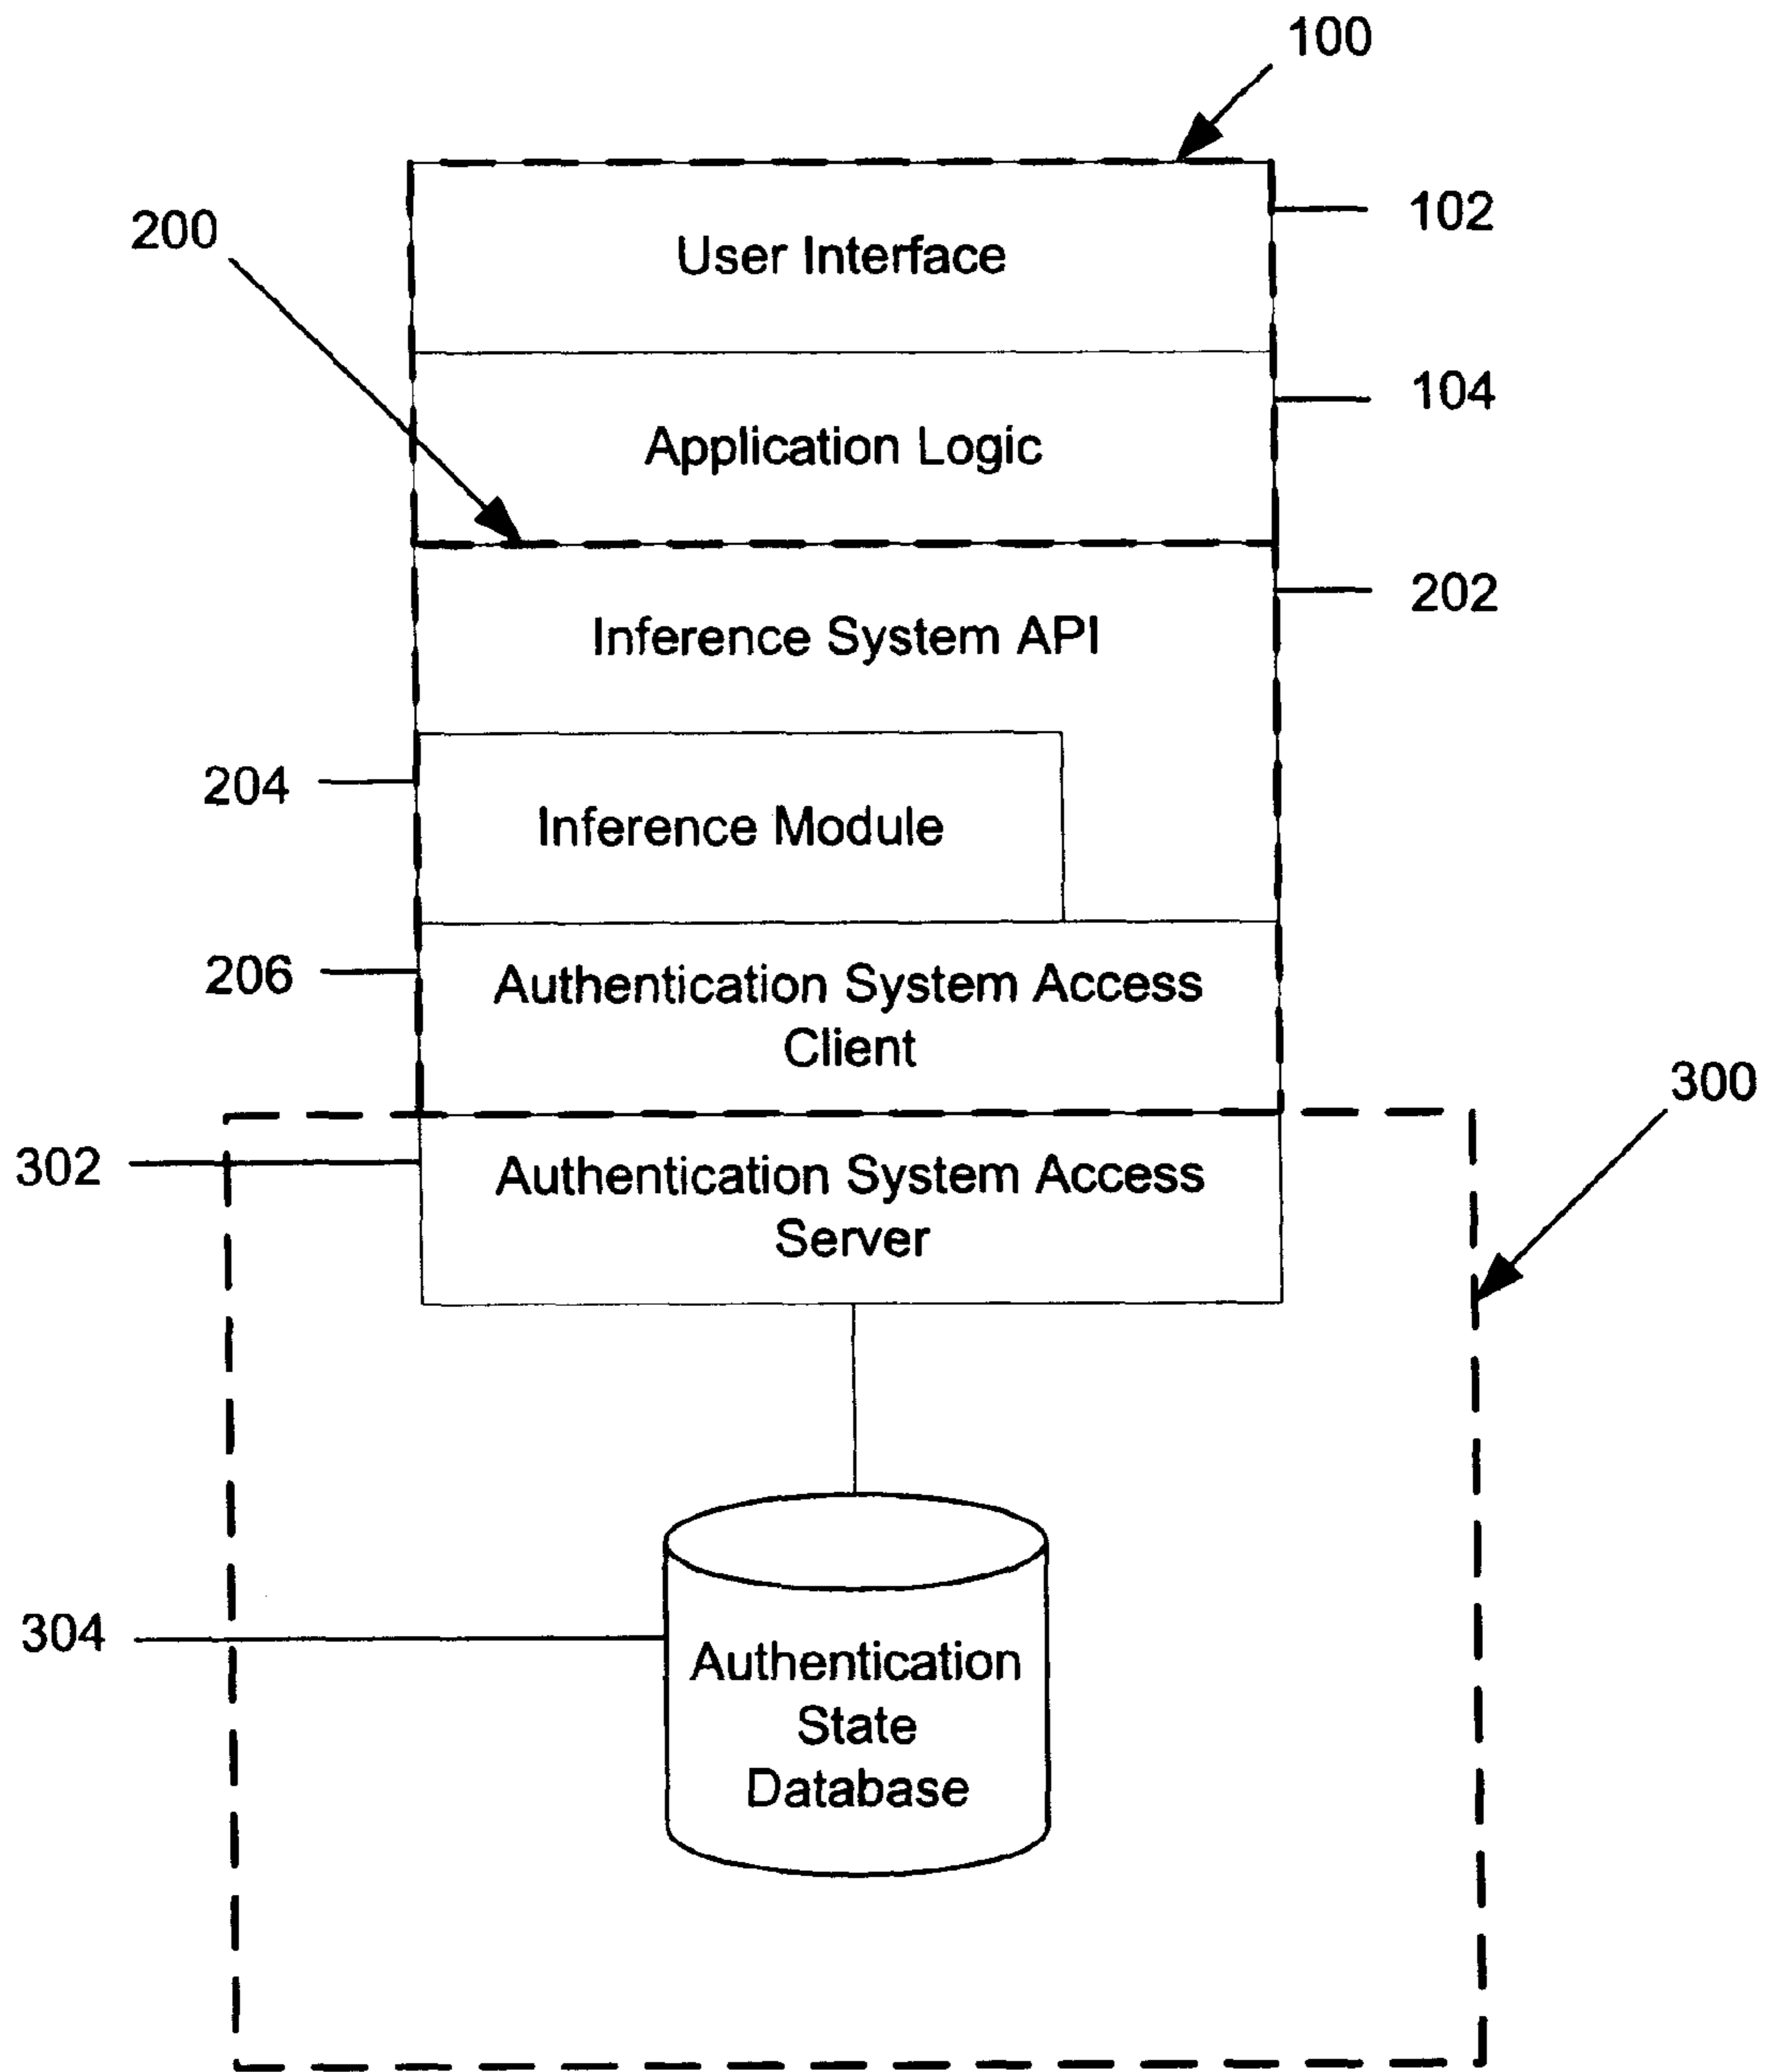 100
102
200
User Interface
104
Application Logic
202
Inference System API
204
Inference Module
206
Authentication System Access
Client
300
302
Authentication System Access
Server
304
Authentication
State
Database